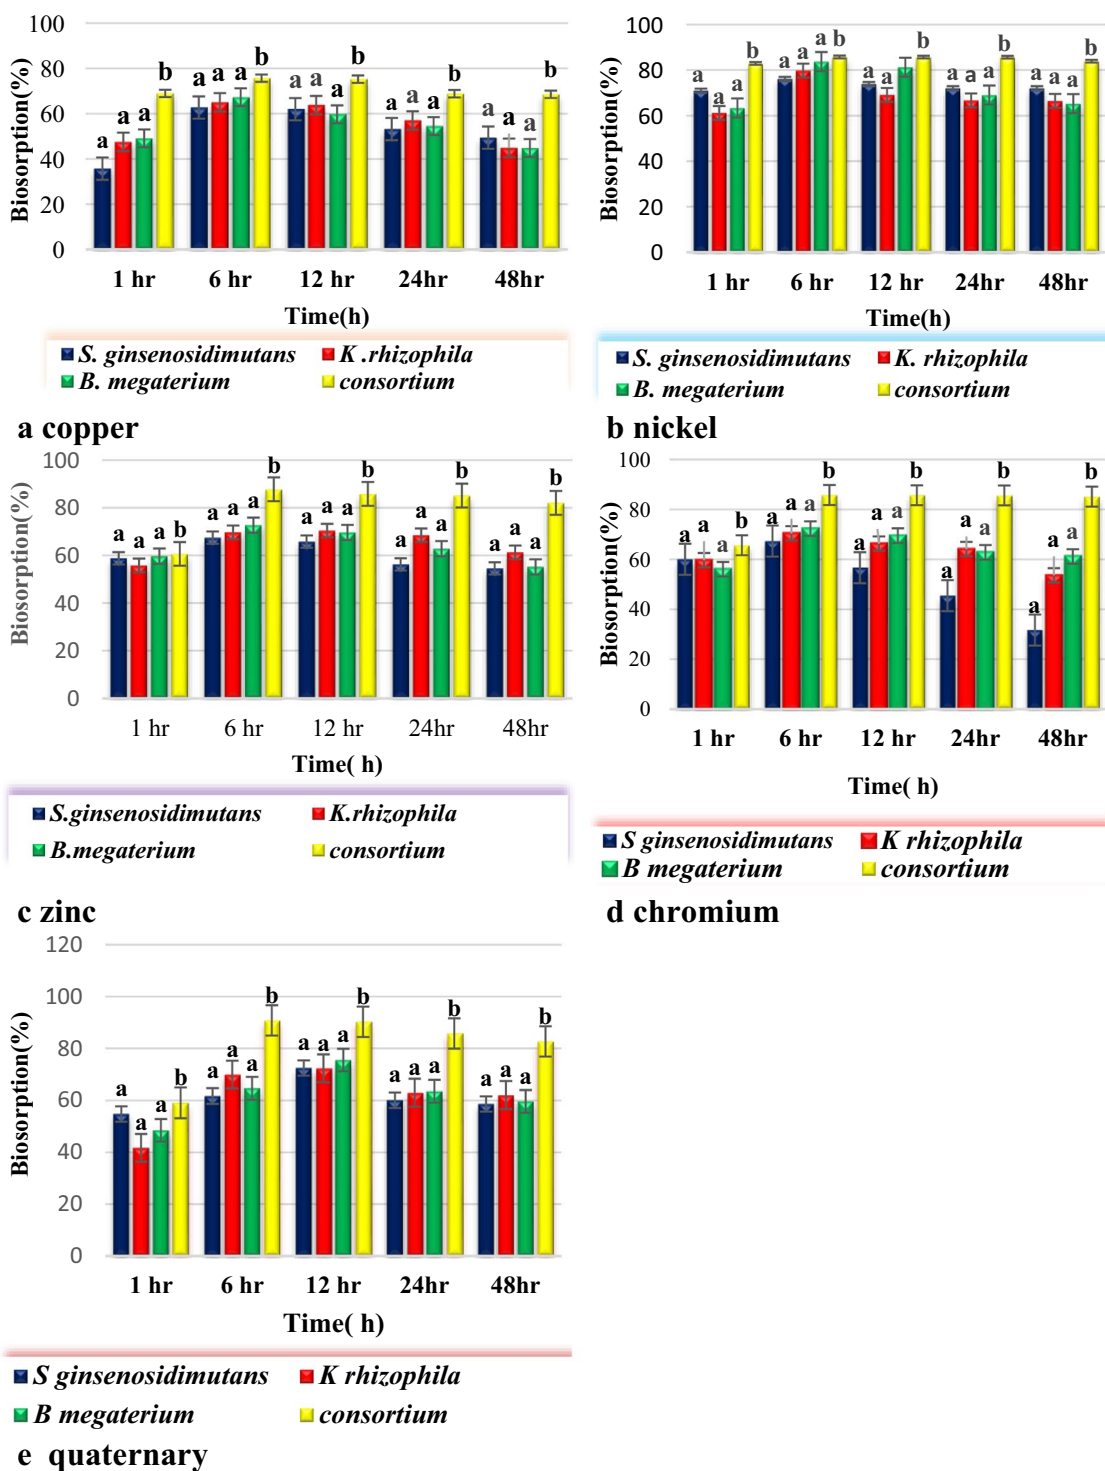 100
80
60
40
20
0
Biosorption(%)
a a a b
a a a b
a a a b
a a a b
a a a b
1 hr 6 hr 12 hr 24hr 48hr
Time(h)
S. ginsenosidimutans K .rhizophila
B. megaterium consortium
a copper
100
80
60
40
20
0
Biosorption(%)
a a a b
a a a b
a a a b
a a a b
a a a b
1 hr 6 hr 12 hr 24hr 48hr
Time(h)
S. ginsenosidimutans K. rhizophila
B. megaterium consortium
b nickel
100
80
60
40
20
0
Biosorption(%)
a a a b
a a a b
a a a b
a a a b
a a a b
1 hr 6 hr 12 hr 24hr 48hr
Time( h)
S.ginsenosidimutans K.rhizophila
B.megaterium consortium
c zinc
100
80
60
40
20
0
Biosorption(%)
a a a b
a a a b
a a a b
a a a b
a a a b
1 hr 6 hr 12 hr 24hr 48hr
Time( h)
S ginsenosidimutans K rhizophila
B megaterium consortium
d chromium
120
100
80
60
40
20
0
Biosorption(%)
a a a b
a a a b
a a a b
a a a b
a a a b
1 hr 6 hr 12 hr 24hr 48hr
Time( h)
S ginsenosidimutans K rhizophila
B megaterium consortium
e quaternary